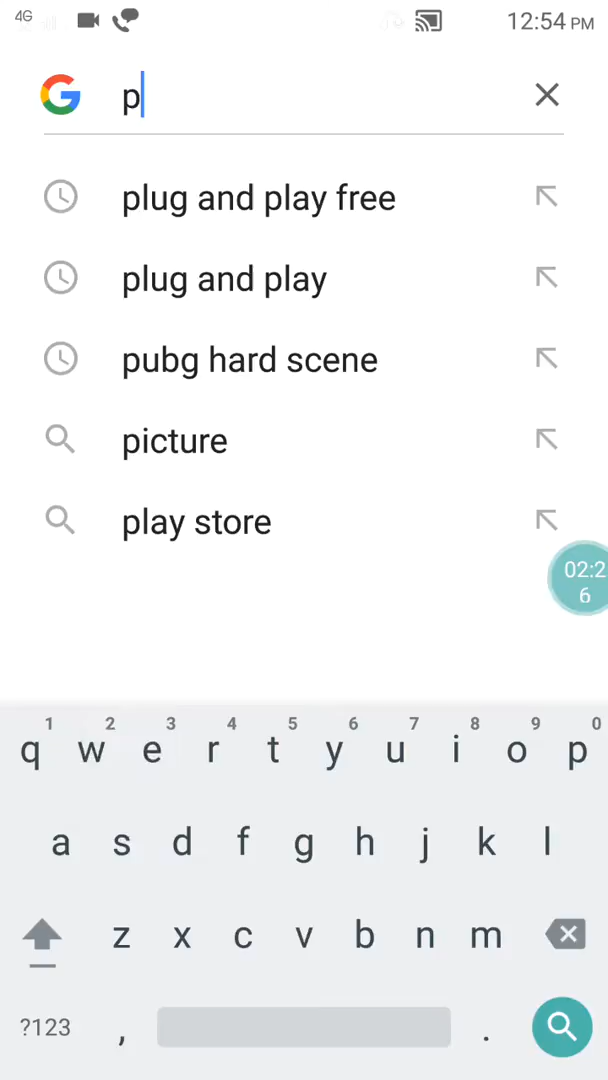 4G 12:54 PM
p
plug and play free
plug and play
pubg hard scene
picture
play store
02:2
6
1 2 3 4 5 6 7 8 9 0
q w e r t y u i o p
a s d f g h j k l
z x c v b n m
?123 , .